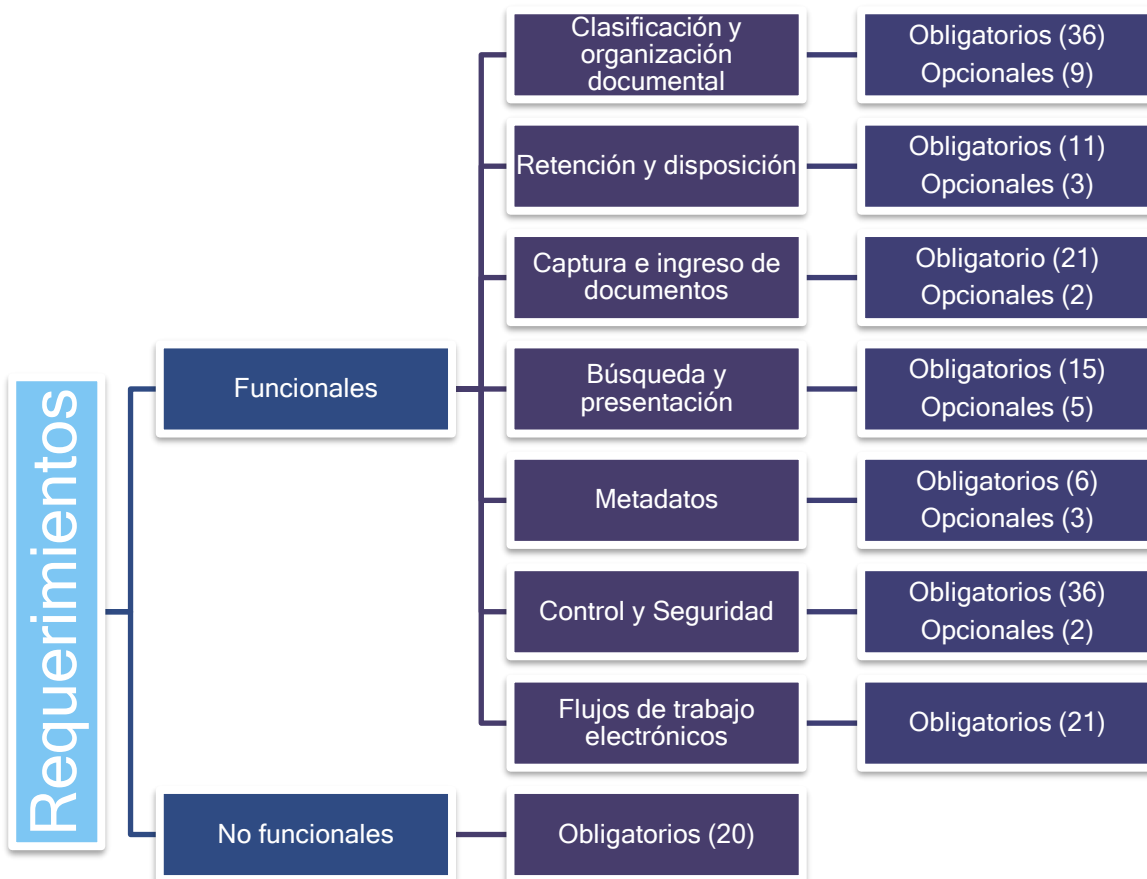 Requerimientos
Funcionales
Clasificación y
organización
documental
Obligatorios (36)
Opcionales (9)
Retención y disposición
Obligatorios (11)
Opcionales (3)
Captura e ingreso de
documentos
Obligatorio (21)
Opcionales (2)
Búsqueda y
presentación
Obligatorios (15)
Opcionales (5)
Metadatos
Obligatorios (6)
Opcionales (3)
Control y Seguridad
Obligatorios (36)
Opcionales (2)
Flujos de trabajo
electrónicos
Obligatorios (21)
No funcionales
Obligatorios (20)